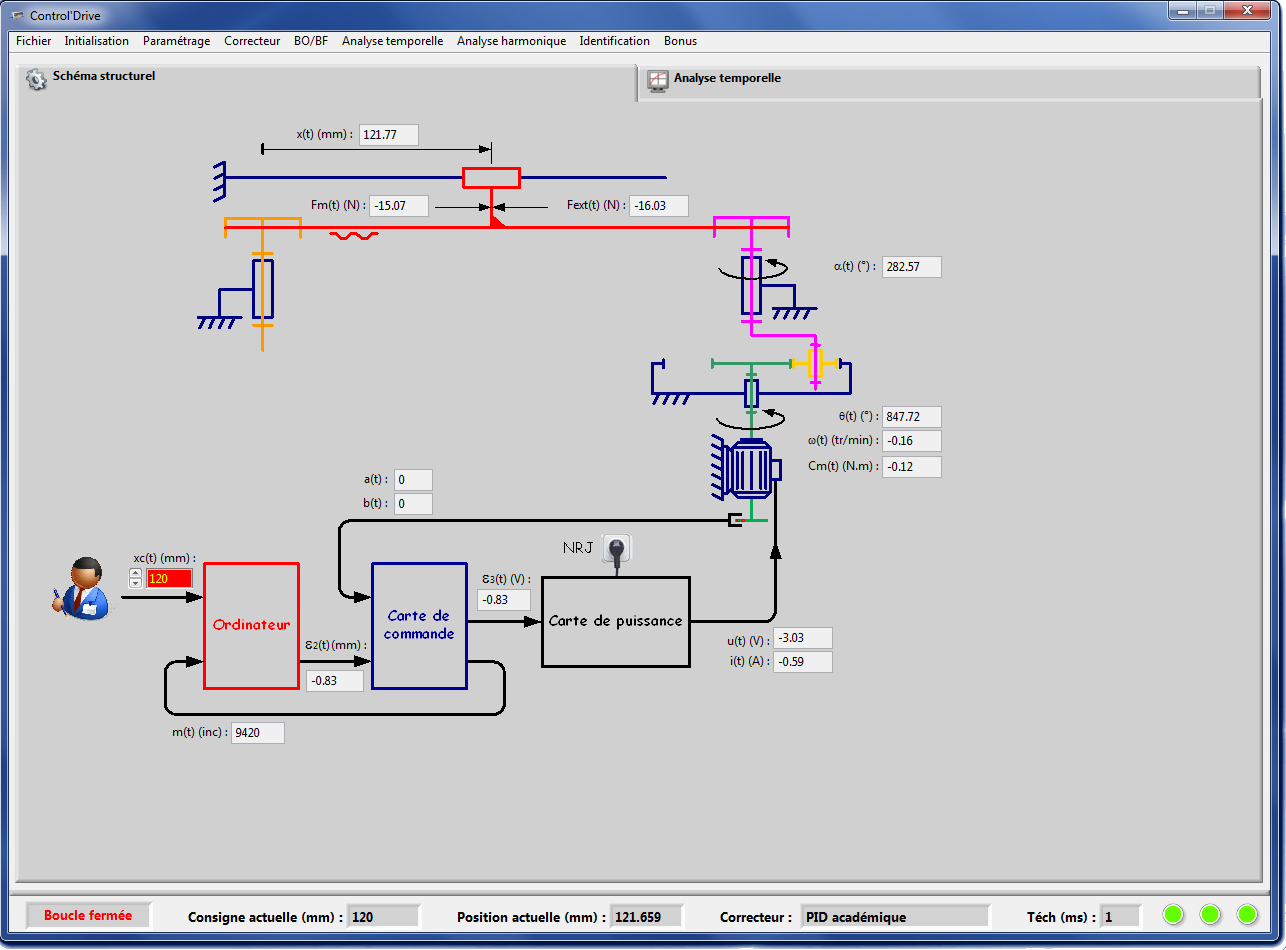 Control'Drive
Fichier Initialisation Paramétrage Correcteur BO/BF Analyse temporelle Analyse harmonique Identification Bonus
Schéma structurel
Analyse temporelle
x(t) (mm) : 121.77
Fm(t) (N) : -15.07
Fext(t) (N) : -16.03
α(t) (°) : 282.57
θ(t) (°) : 847.72
ω(t) (tr/min) : -0.16
Cm(t) (N.m) : -0.12
a(t) : 0
b(t) : 0
NRJ
xc(t) (mm) :
120
Ordinateur
ε2(t)(mm) :
-0.83
Carte de
commande
ε3(t) (V) :
-0.83
Carte de puissance
u(t) (V) : -3.03
i(t) (A) : -0.59
m(t) (inc) : 9420
Boucle fermée
Consigne actuelle (mm) : 120
Position actuelle (mm) : 121.659
Correcteur : PID académique
Téch (ms) : 1